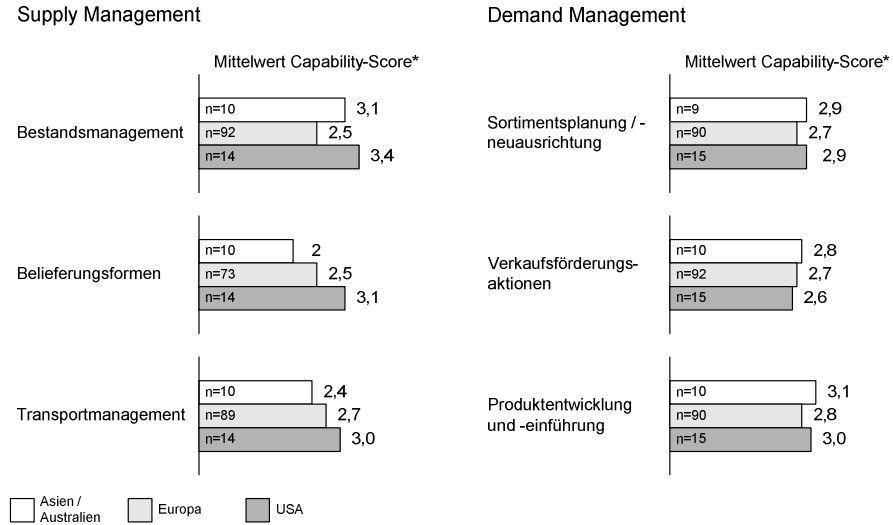 Supply Management
Mittelwert Capability-Score*
Bestandsmanagement
n=10 3,1
n=92 2,5
n=14 3,4
Belieferungsformen
n=10 2
n=73 2,5
n=14 3,1
Transportmanagement
n=10 2,4
n=89 2,7
n=14 3,0
Demand Management
Mittelwert Capability-Score*
Sortimentsplanung / -
neuausrichtung
n=9 2,9
n=90 2,7
n=15 2,9
Verkaufsförderungs-
aktionen
n=10 2,8
n=92 2,7
n=15 2,6
Produktentwicklung
und -einführung
n=10 3,1
n=90 2,8
n=15 3,0
Asien /
Australien
Europa
USA